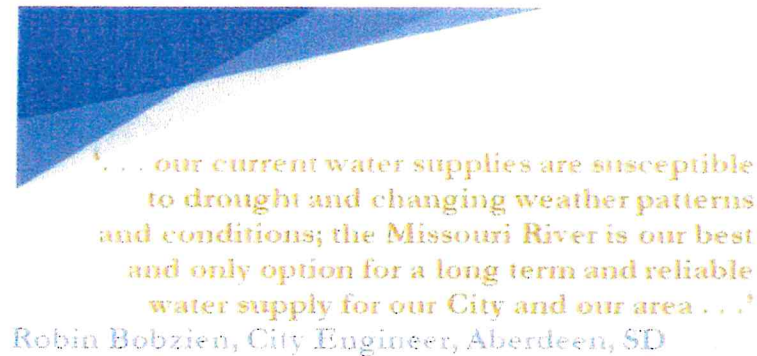 '. . . our current water supplies are susceptible
to drought and changing weather patterns
and conditions; the Missouri River is our best
and only option for a long term and reliable
water supply for our City and our area . . .'
Robin Bobzien, City Engineer, Aberdeen, SD